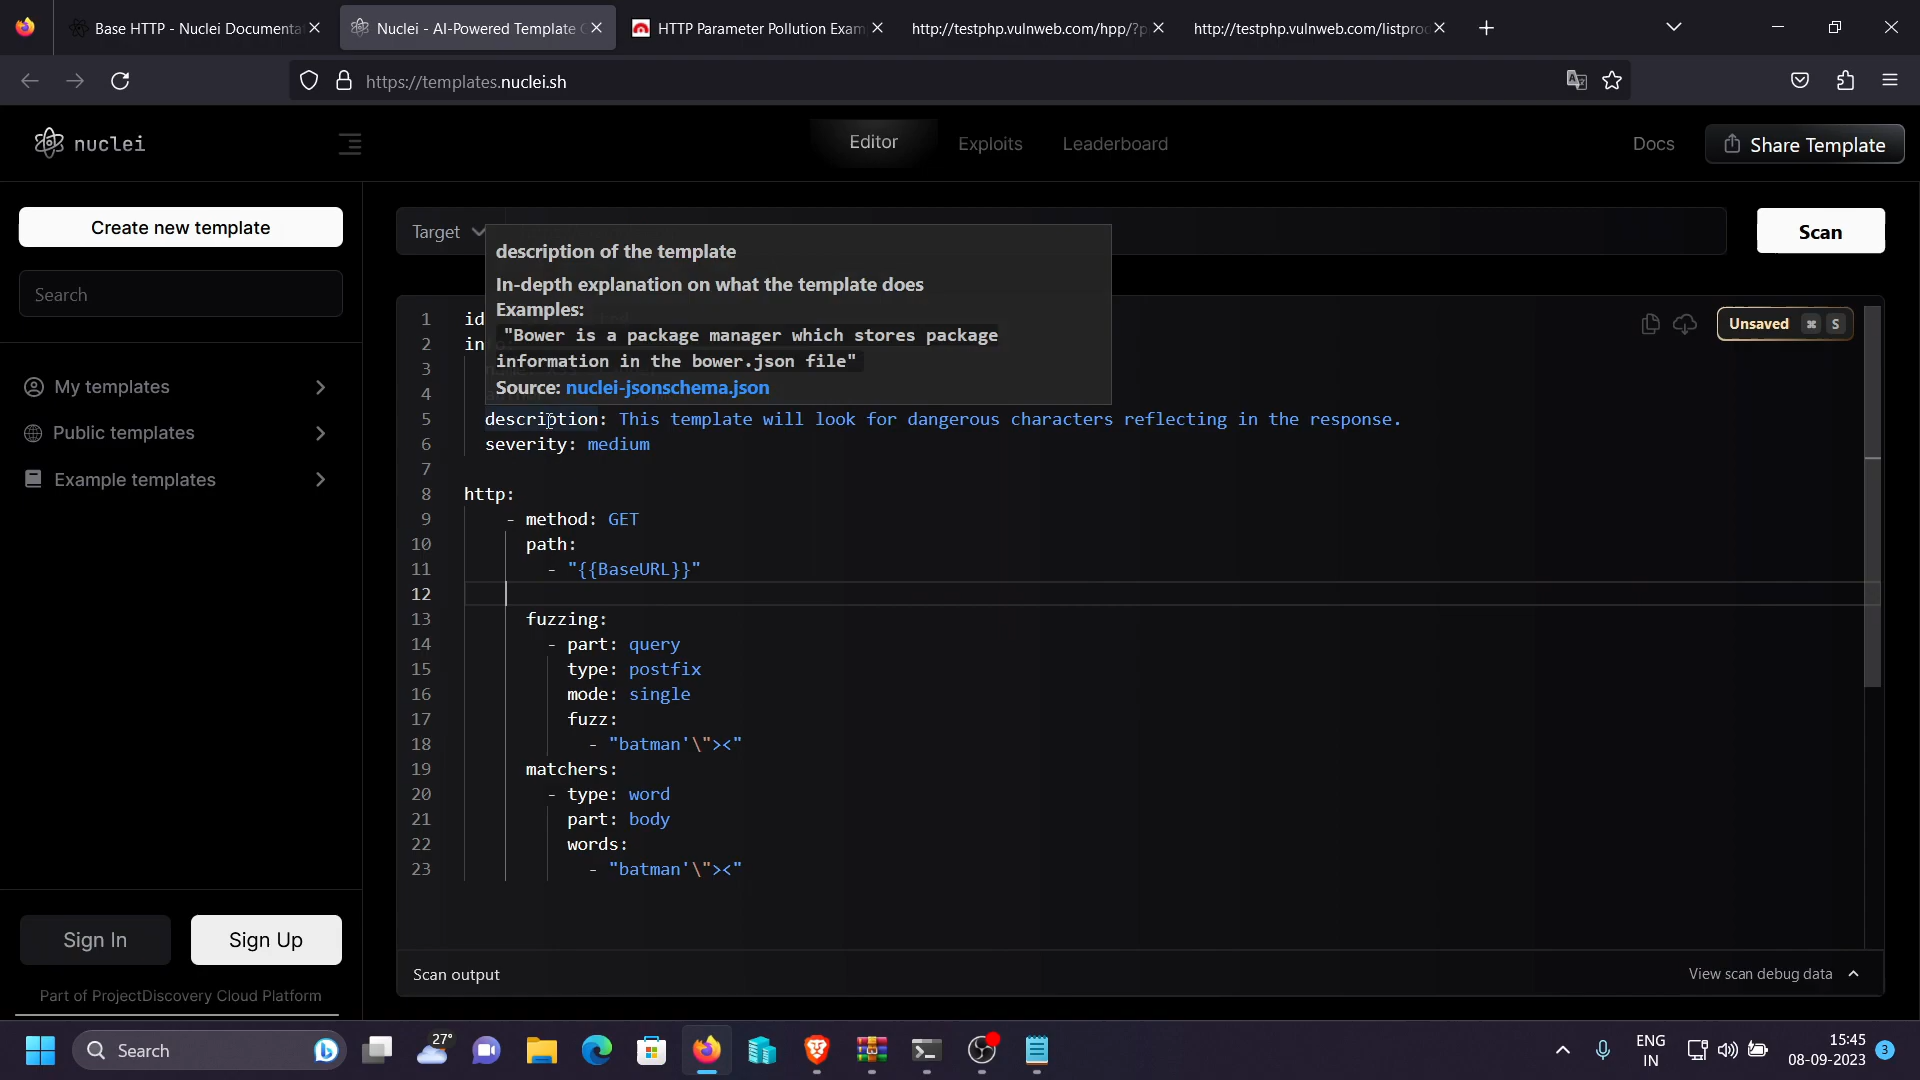 Base HTTP - Nuclei Documenta
Nuclei - AI-Powered Template
HTTP Parameter Pollution Exam
http://testphp.vulnweb.com/hpp/?p
http://testphp.vulnweb.com/listproc
https://templates.nuclei.sh
nuclei
Editor
Exploits
Leaderboard
Docs
Share Template
Create new template
Search
My templates
Public templates
Example templates
Sign In
Sign Up
Part of ProjectDiscovery Cloud Platform
Target
Scan
description of the template
In-depth explanation on what the template does
Examples:
"Bower is a package manager which stores package
information in the bower.json file"
Source: nuclei-jsonschema.json
Unsaved ⌘ S
1 id
2 in
3
4
5 description: This template will look for dangerous characters reflecting in the response.
6 severity: medium
7
8 http:
9 - method: GET
10 path:
11 - "{{BaseURL}}"
12
13 fuzzing:
14 - part: query
15 type: postfix
16 mode: single
17 fuzz:
18 - "batman'\"><"
19 matchers:
20 - type: word
21 part: body
22 words:
23 - "batman'\"><"
Scan output
View scan debug data
Search
27°
ENG
IN
15:45
08-09-2023
3